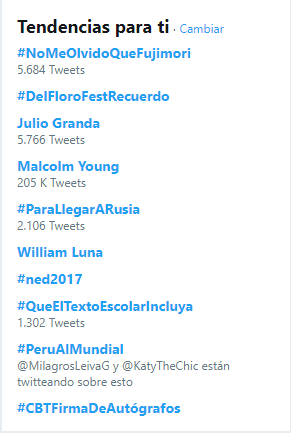 Tendencias para ti · Cambiar
#NoMeOlvidoQueFujimori
5.684 Tweets
#DelFloroFestRecuerdo
Julio Granda
5.766 Tweets
Malcolm Young
205 K Tweets
#ParaLlegarARusia
2.106 Tweets
William Luna
#ned2017
#QueElTextoEscolarIncluya
1.302 Tweets
#PeruAlMundial
@MilagrosLeivaG y @KatyTheChic están
twitteando sobre esto
#CBTFirmaDeAutógrafos